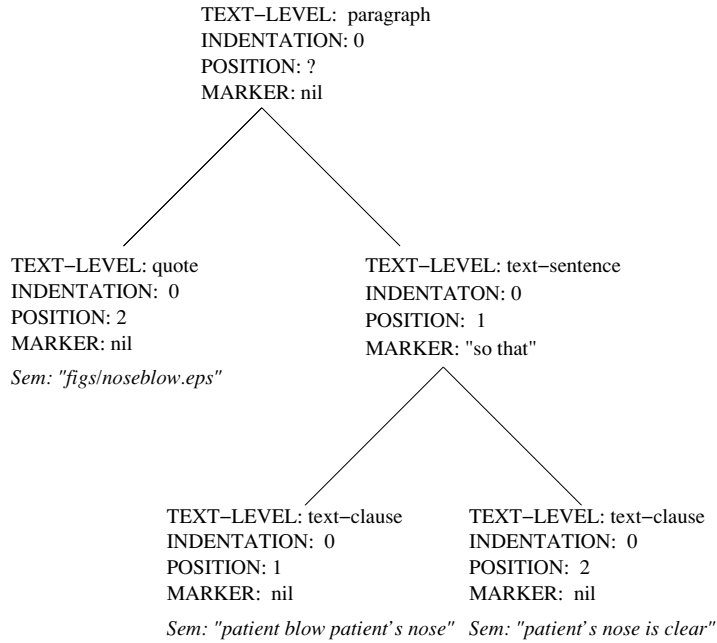 TEXT−LEVEL: paragraph
INDENTATION: 0
POSITION: ?
MARKER: nil
TEXT−LEVEL: quote
INDENTATION: 0
POSITION: 2
MARKER: nil
Sem: "figs/noseblow.eps"
TEXT−LEVEL: text−sentence
INDENTATON: 0
POSITION: 1
MARKER: "so that"
TEXT−LEVEL: text−clause
INDENTATION: 0
POSITION: 1
MARKER: nil
Sem: "patient blow patient's nose"
TEXT−LEVEL: text−clause
INDENTATION: 0
POSITION: 2
MARKER: nil
Sem: "patient's nose is clear"